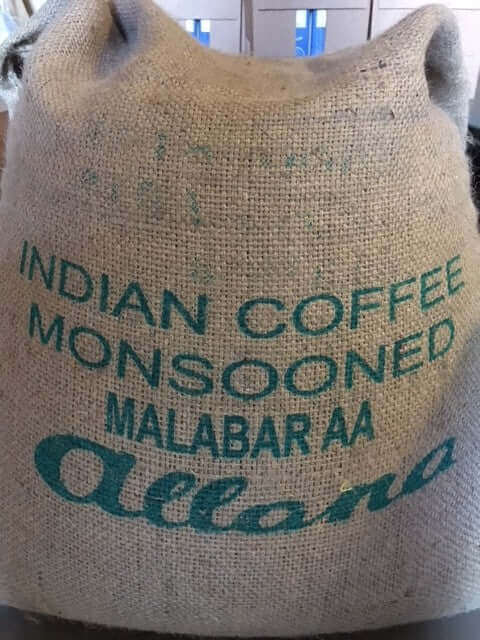 INDIAN COFFEE
MONSOONED
MALABAR AA
allana